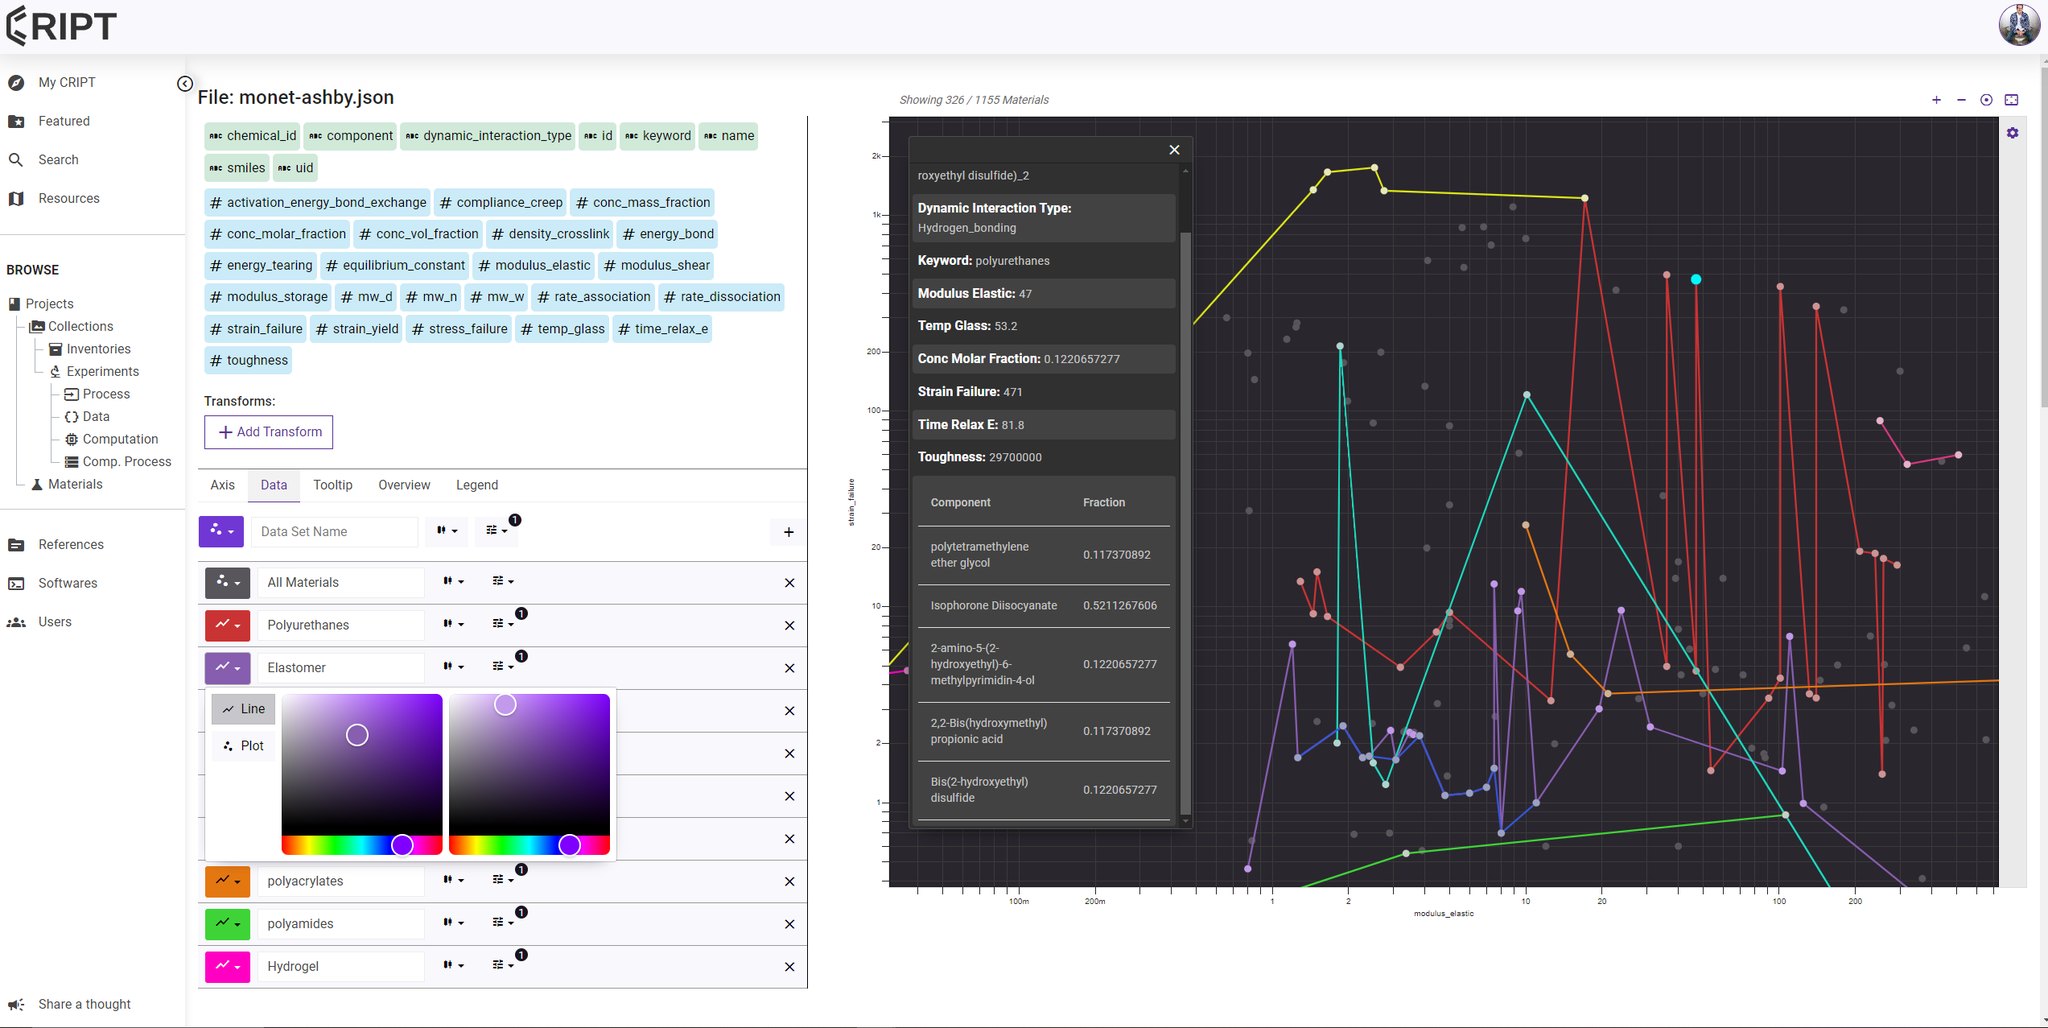 CRIPT
My CRIPT
Featured
Search
Resources
BROWSE
Projects
Collections
Inventories
Experiments
Process
Data
Computation
Comp. Process
Materials
References
Softwares
Users
Share a thought
File: monet-ashby.json
ABC chemical_id ABC component ABC dynamic_interaction_type ABC id ABC keyword ABC name
ABC smiles ABC uid
# activation_energy_bond_exchange # compliance_creep # conc_mass_fraction
# conc_molar_fraction # conc_vol_fraction # density_crosslink # energy_bond
# energy_tearing # equilibrium_constant # modulus_elastic # modulus_shear
# modulus_storage # mw_d # mw_n # mw_w # rate_association # rate_dissociation
# strain_failure # strain_yield # stress_failure # temp_glass # time_relax_e
# toughness
Transforms:
+ Add Transform
Axis Data Tooltip Overview Legend
Data Set Name 1 +
All Materials
Polyurethanes 1
Elastomer 1
Line
Plot
polyacrylates 1
polyamides 1
Hydrogel 1
Showing 326 / 1155 Materials
roxyethyl disulfide)_2
Dynamic Interaction Type:
Hydrogen_bonding
Keyword: polyurethanes
Modulus Elastic: 47
Temp Glass: 53.2
Conc Molar Fraction: 0.1220657277
Strain Failure: 471
Time Relax E: 81.8
Toughness: 29700000
Component Fraction
polytetramethylene
ether glycol 0.117370892
Isophorone Diisocyanate 0.5211267606
2-amino-5-(2-
hydroxyethyl)-6-
methylpyrimidin-4-ol 0.1220657277
2,2-Bis(hydroxymethyl)
propionic acid 0.117370892
Bis(2-hydroxyethyl)
disulfide 0.1220657277
strain_failure
2k
1k
200
100
20
10
2
1
100m 200m 1 2 10 20 100 200
modulus_elastic